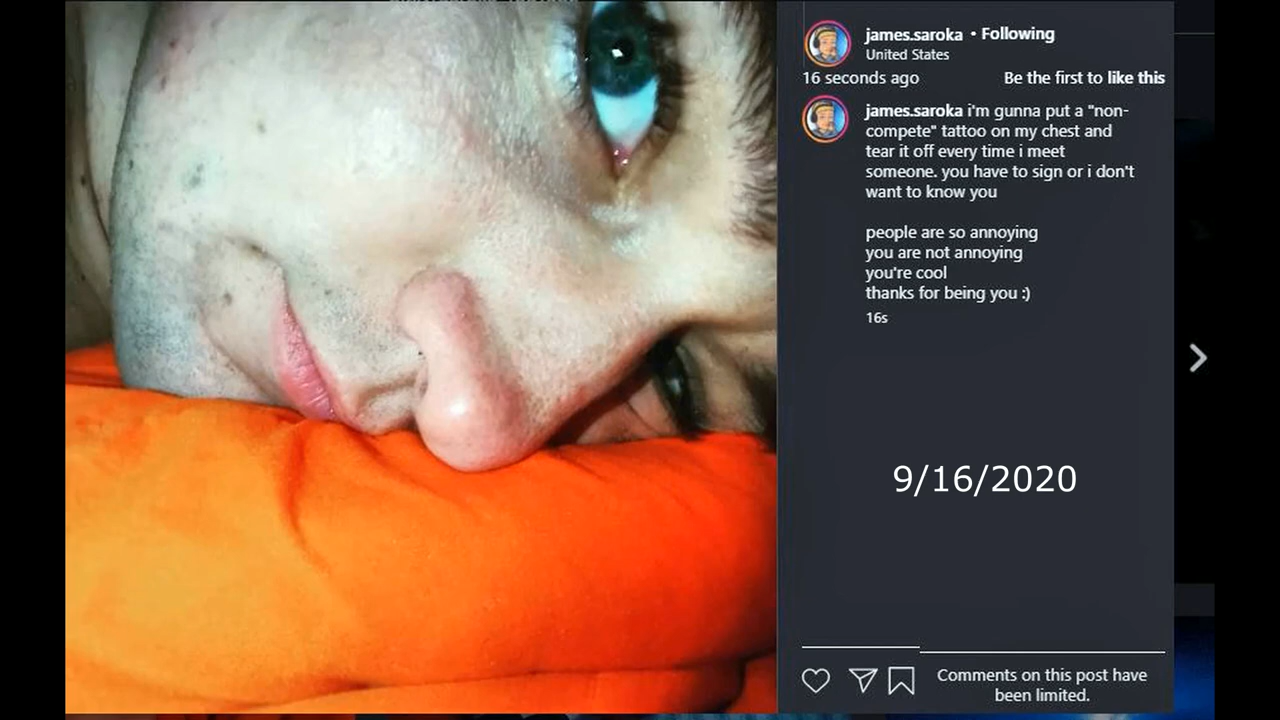 james.saroka • Following
United States
16 seconds ago
Be the first to like this
james.saroka i'm gunna put a "non-
compete" tattoo on my chest and
tear it off every time i meet
someone. you have to sign or i don't
want to know you
people are so annoying
you are not annoying
you're cool
thanks for being you :)
16s
9/16/2020
Comments on this post have
been limited.